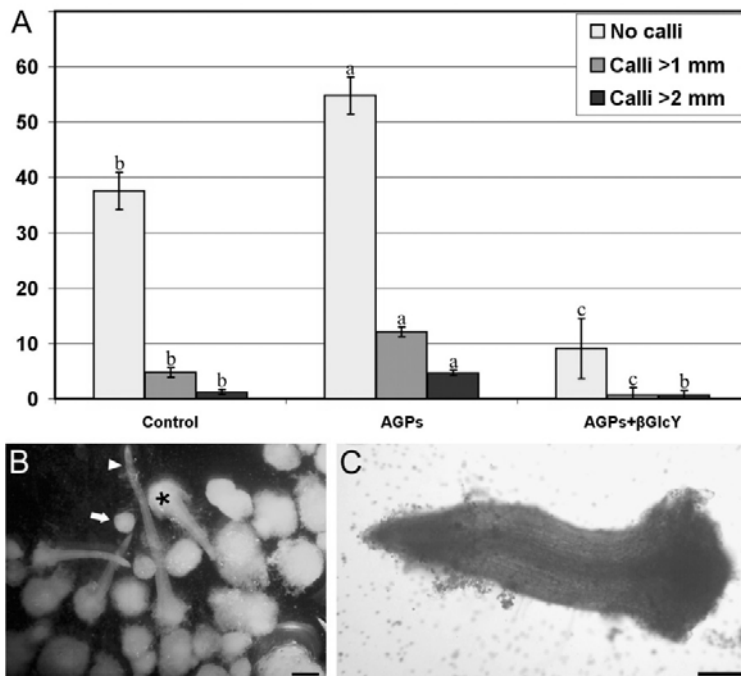 A
No calli
Calli >1 mm
Calli >2 mm
60
50
40
30
20
10
0
b
b
b
a
a
a
c
c
b
Control
AGPs
AGPs+βGlcY
B
*
C